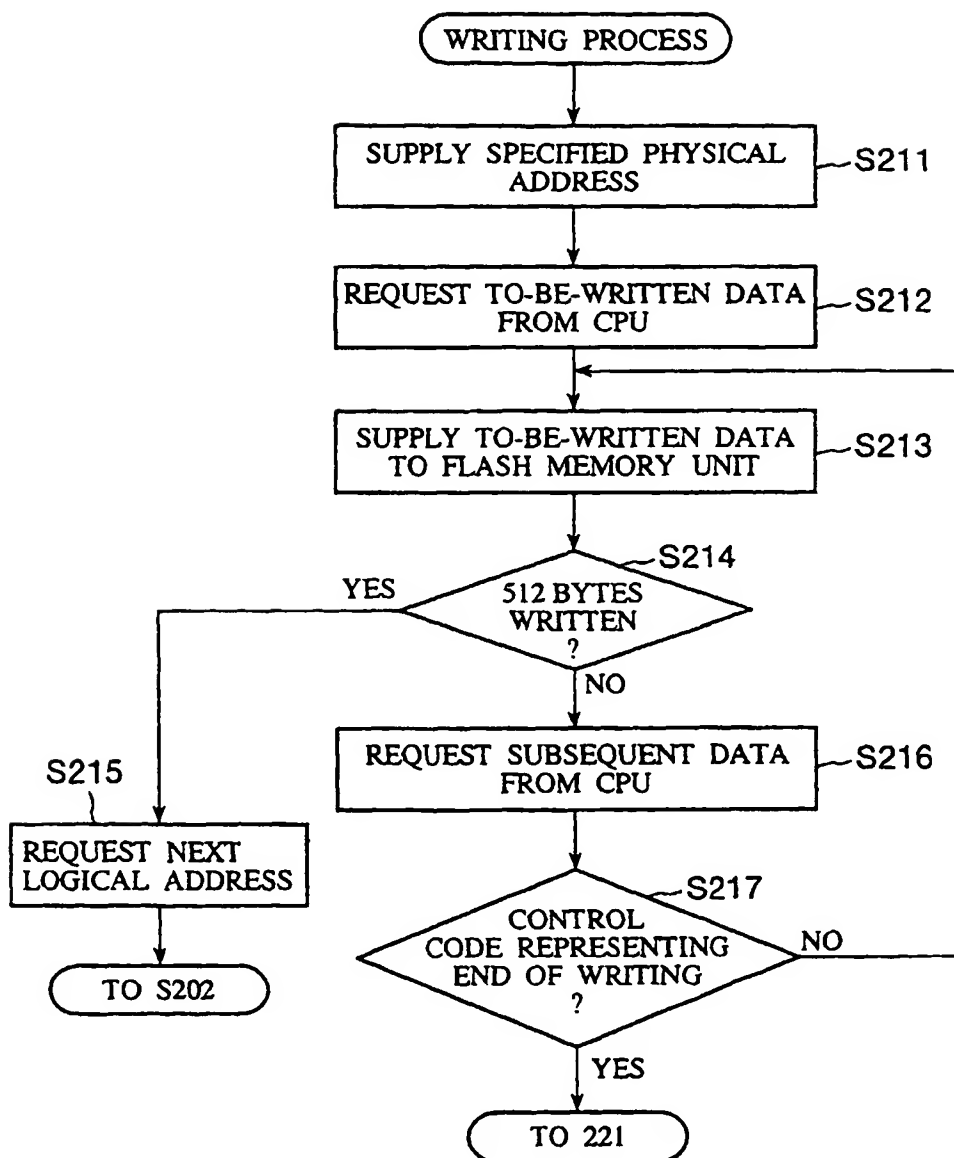 WRITING PROCESS
SUPPLY SPECIFIED PHYSICAL
ADDRESS
S211
REQUEST TO-BE-WRITTEN DATA
FROM CPU
S212
SUPPLY TO-BE-WRITTEN DATA
TO FLASH MEMORY UNIT
S213
S214
YES
512 BYTES
WRITTEN
?
NO
REQUEST SUBSEQUENT DATA
FROM CPU
S216
S215
REQUEST NEXT
LOGICAL ADDRESS
TO S202
S217
CONTROL
CODE REPRESENTING
END OF WRITING
?
NO
YES
TO 221